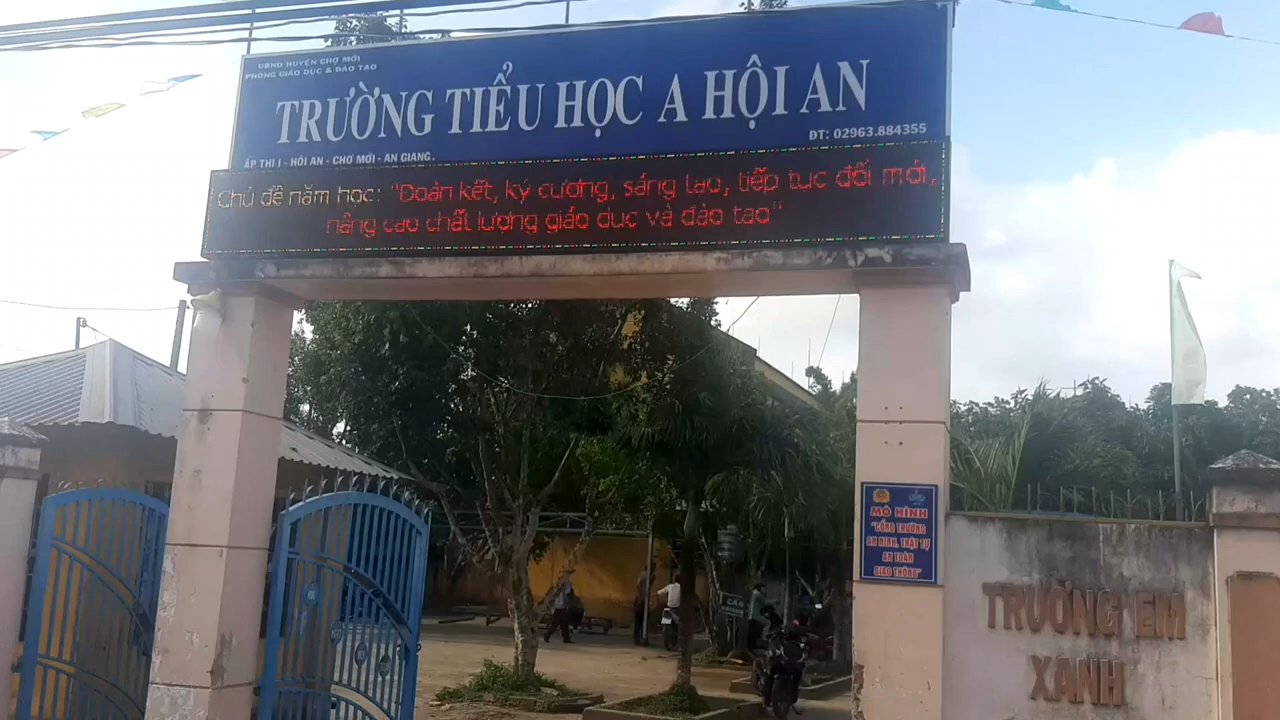 UBND HUYỆN CHỢ MỚI
PHÒNG GIÁO DỤC & ĐÀO TẠO
TRƯỜNG TIỂU HỌC A HỘI AN
ĐT: 02963.884355
ẤP THỊ I - HỘI AN - CHỢ MỚI - AN GIANG.
Chủ đề năm học: "Đoàn kết, kỷ cương, sáng tạo, tiếp tục đổi mới,
nâng cao chất lượng giáo dục và đào tạo"
MÔ HÌNH
"CỔNG TRƯỜNG
AN NINH, TRẬT TỰ
AN TOÀN
GIAO THÔNG"
TRƯỜNG EM
XANH